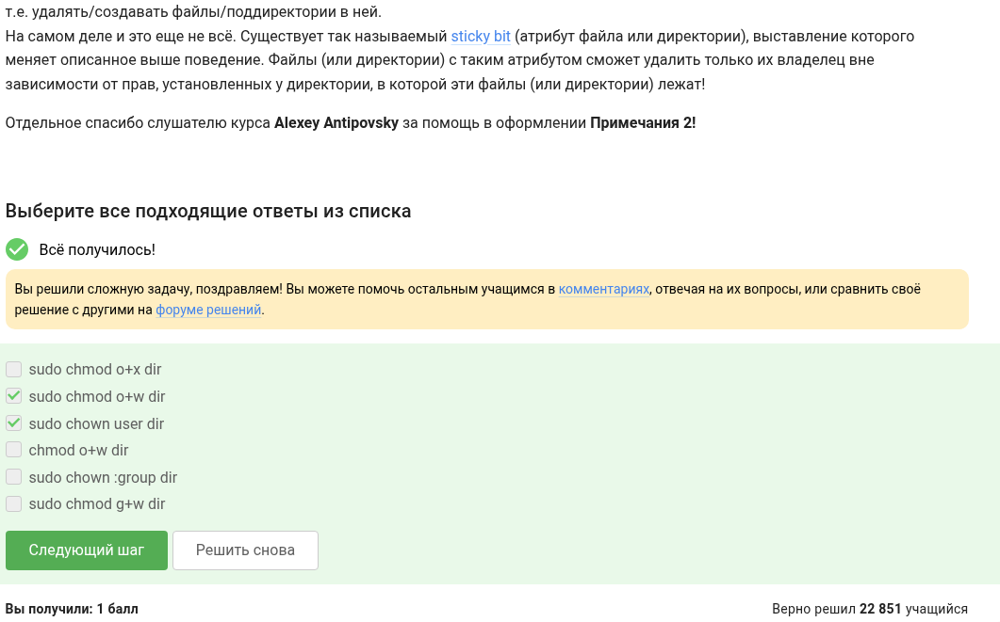 т.е. удалять/создавать файлы/поддиректории в ней.
На самом деле и это еще не всё. Существует так называемый sticky bit (атрибут файла или директории), выставление которого
меняет описанное выше поведение. Файлы (или директории) с таким атрибутом сможет удалить только их владелец вне
зависимости от прав, установленных у директории, в которой эти файлы (или директории) лежат!
Отдельное спасибо слушателю курса Alexey Antipovsky за помощь в оформлении Примечания 2!
Выберите все подходящие ответы из списка
Всё получилось!
Вы решили сложную задачу, поздравляем! Вы можете помочь остальным учащимся в комментариях, отвечая на их вопросы, или сравнить своё
решение с другими на форуме решений.
sudo chmod o+x dir
sudo chmod o+w dir
sudo chown user dir
chmod o+w dir
sudo chown :group dir
sudo chmod g+w dir
Следующий шаг
Решить снова
Вы получили: 1 балл
Верно решил 22 851 учащийся